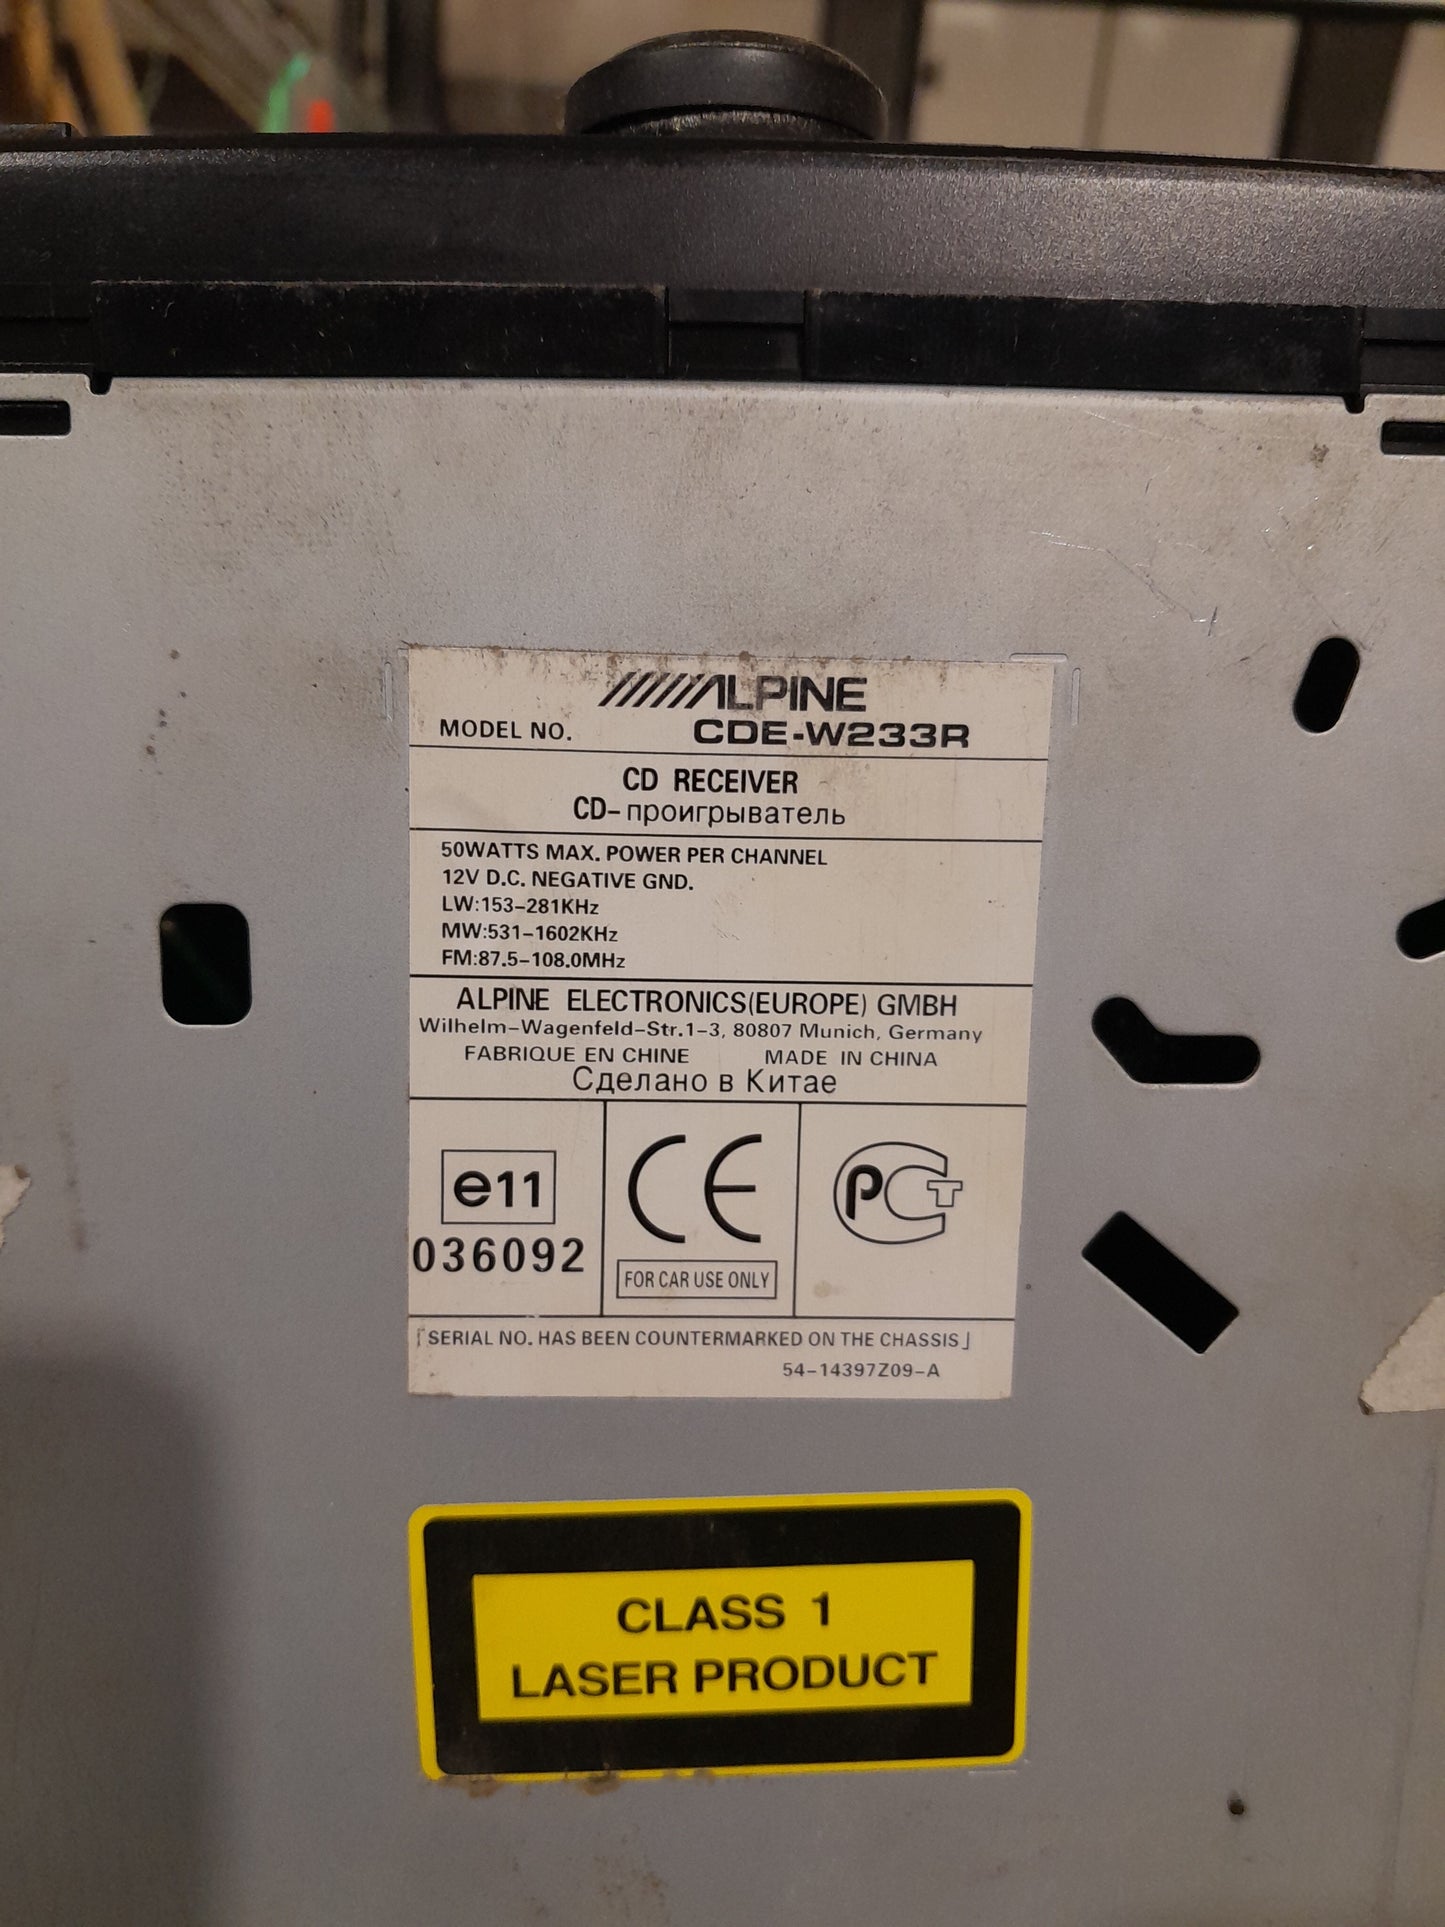 ALPINE
MODEL NO. CDE-W233R
CD RECEIVER
CD-проигрыватель
50WATTS MAX. POWER PER CHANNEL
12V D.C. NEGATIVE GND.
LW:153-281KHz
MW:531-1602KHz
FM:87.5-108.0MHz
ALPINE ELECTRONICS(EUROPE) GMBH
Wilhelm-Wagenfeld-Str.1-3, 80807 Munich, Germany
FABRIQUE EN CHINE MADE IN CHINA
Сделано в Китае
e11
036092
CE
FOR CAR USE ONLY
РСТ
「SERIAL NO. HAS BEEN COUNTERMARKED ON THE CHASSIS」
54-14397Z09-A
CLASS 1
LASER PRODUCT